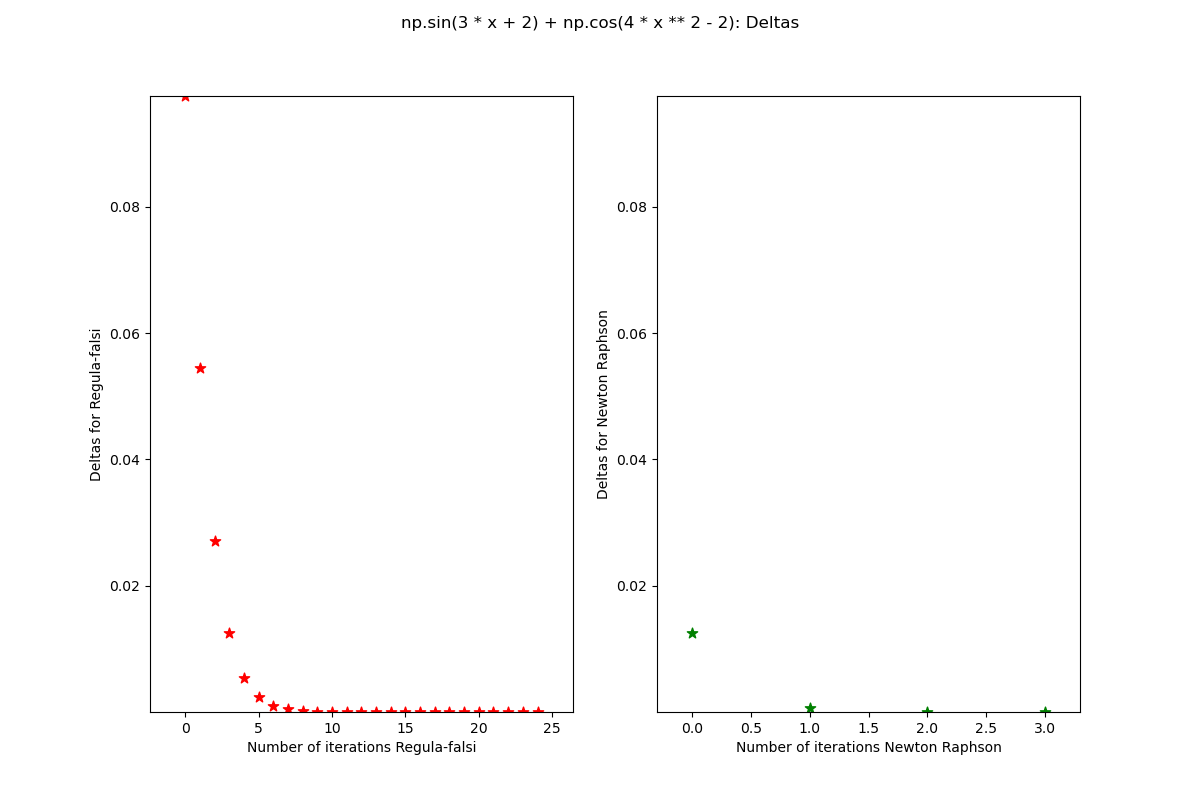 np.sin(3 * x + 2) + np.cos(4 * x ** 2 - 2): Deltas
0.08
0.06
0.04
0.02
Deltas for Regula-falsi
0 5 10 15 20 25
Number of iterations Regula-falsi
0.08
0.06
0.04
0.02
Deltas for Newton Raphson
0.0 0.5 1.0 1.5 2.0 2.5 3.0
Number of iterations Newton Raphson